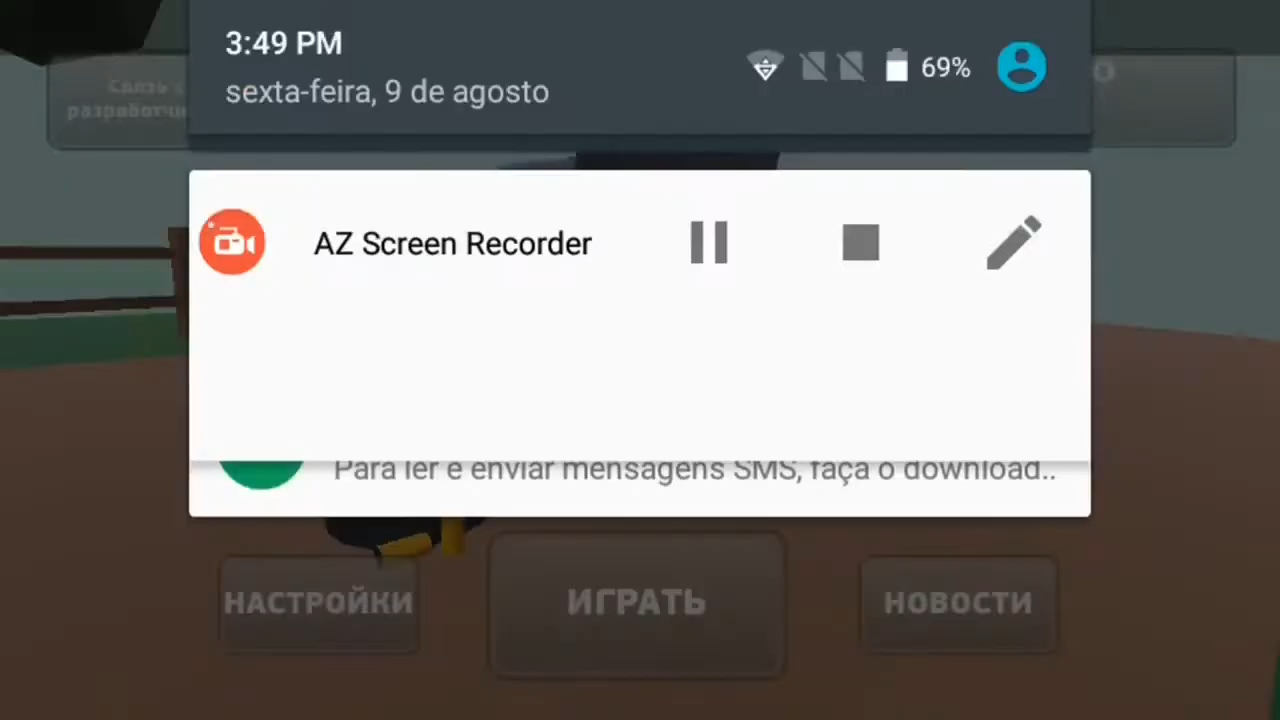 3:49 PM
69%
sexta-feira, 9 de agosto
Связь с
AZ Screen Recorder
Para ler e enviar mensagens SMS, faça o download..
НАСТРОЙКИ
ИГРАТЬ
НОВОСТИ